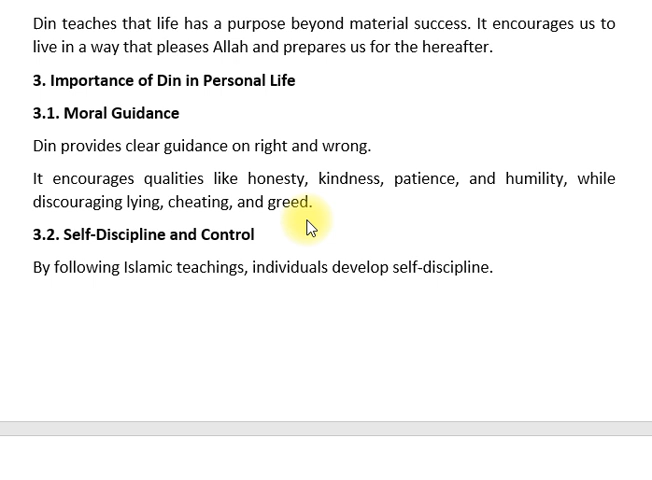 Din teaches that life has a purpose beyond material success. It encourages us to
live in a way that pleases Allah and prepares us for the hereafter.
3. Importance of Din in Personal Life
3.1. Moral Guidance
Din provides clear guidance on right and wrong.
It encourages qualities like honesty, kindness, patience, and humility, while
discouraging lying, cheating, and greed.
3.2. Self-Discipline and Control
By following Islamic teachings, individuals develop self-discipline.